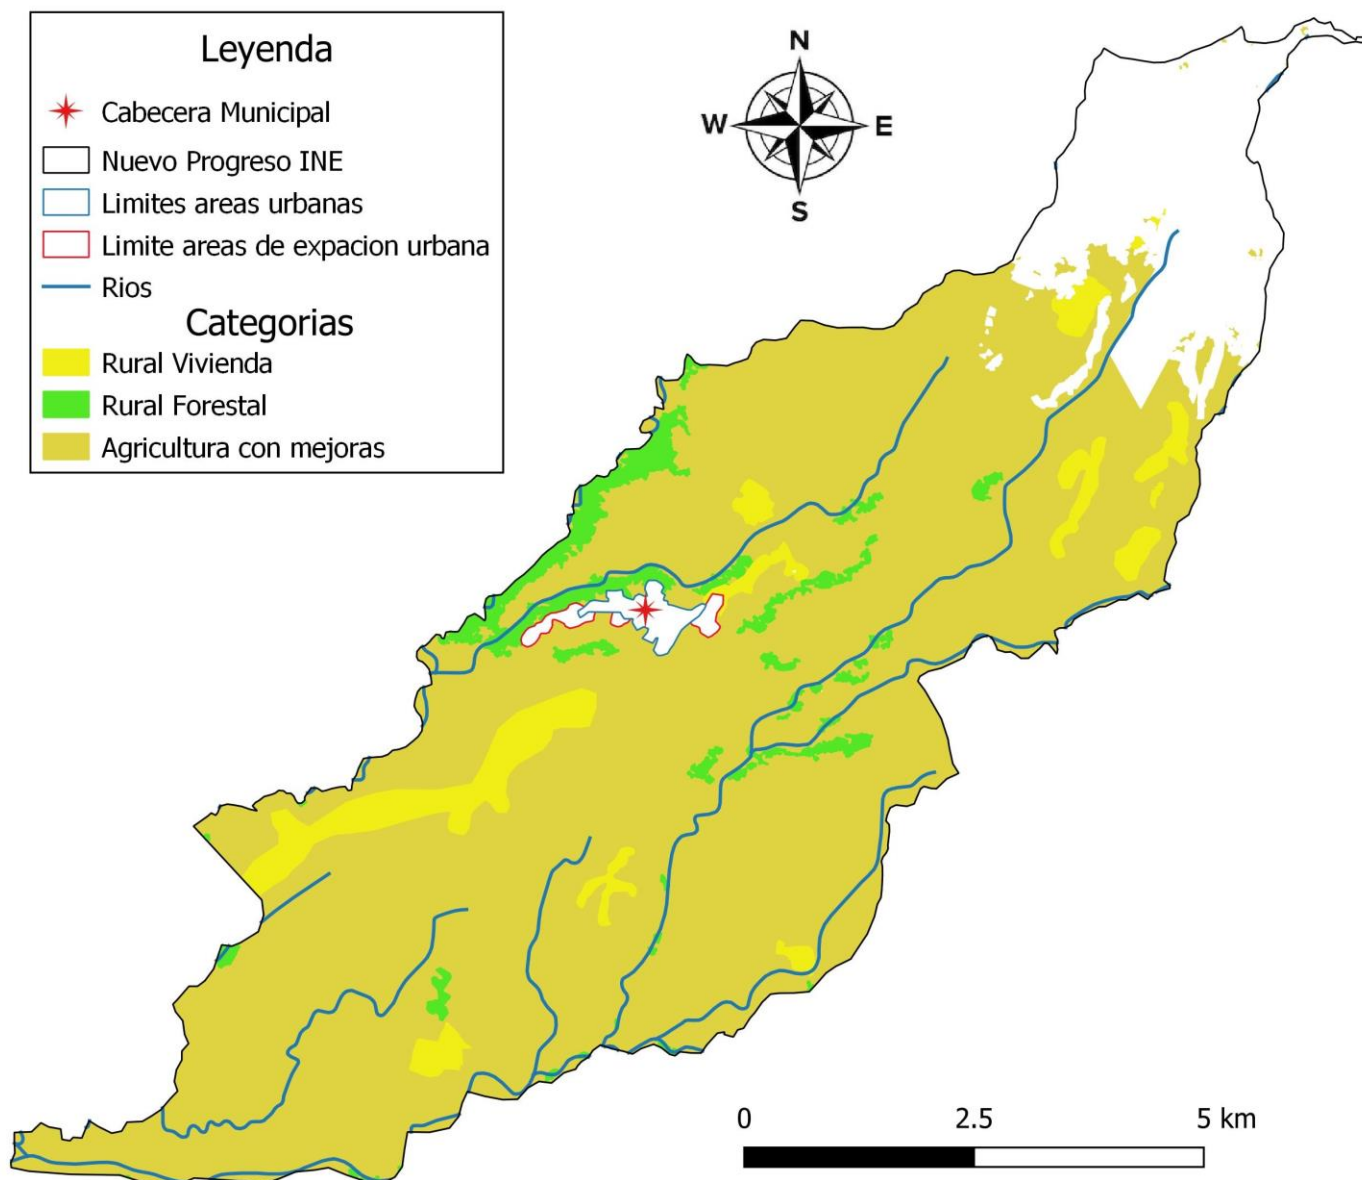 Leyenda
Cabecera Municipal
Nuevo Progreso INE
Limites areas urbanas
Limite areas de expacion urbana
Rios
Categorias
Rural Vivienda
Rural Forestal
Agricultura con mejoras
N
W E
S
0 2.5 5 km